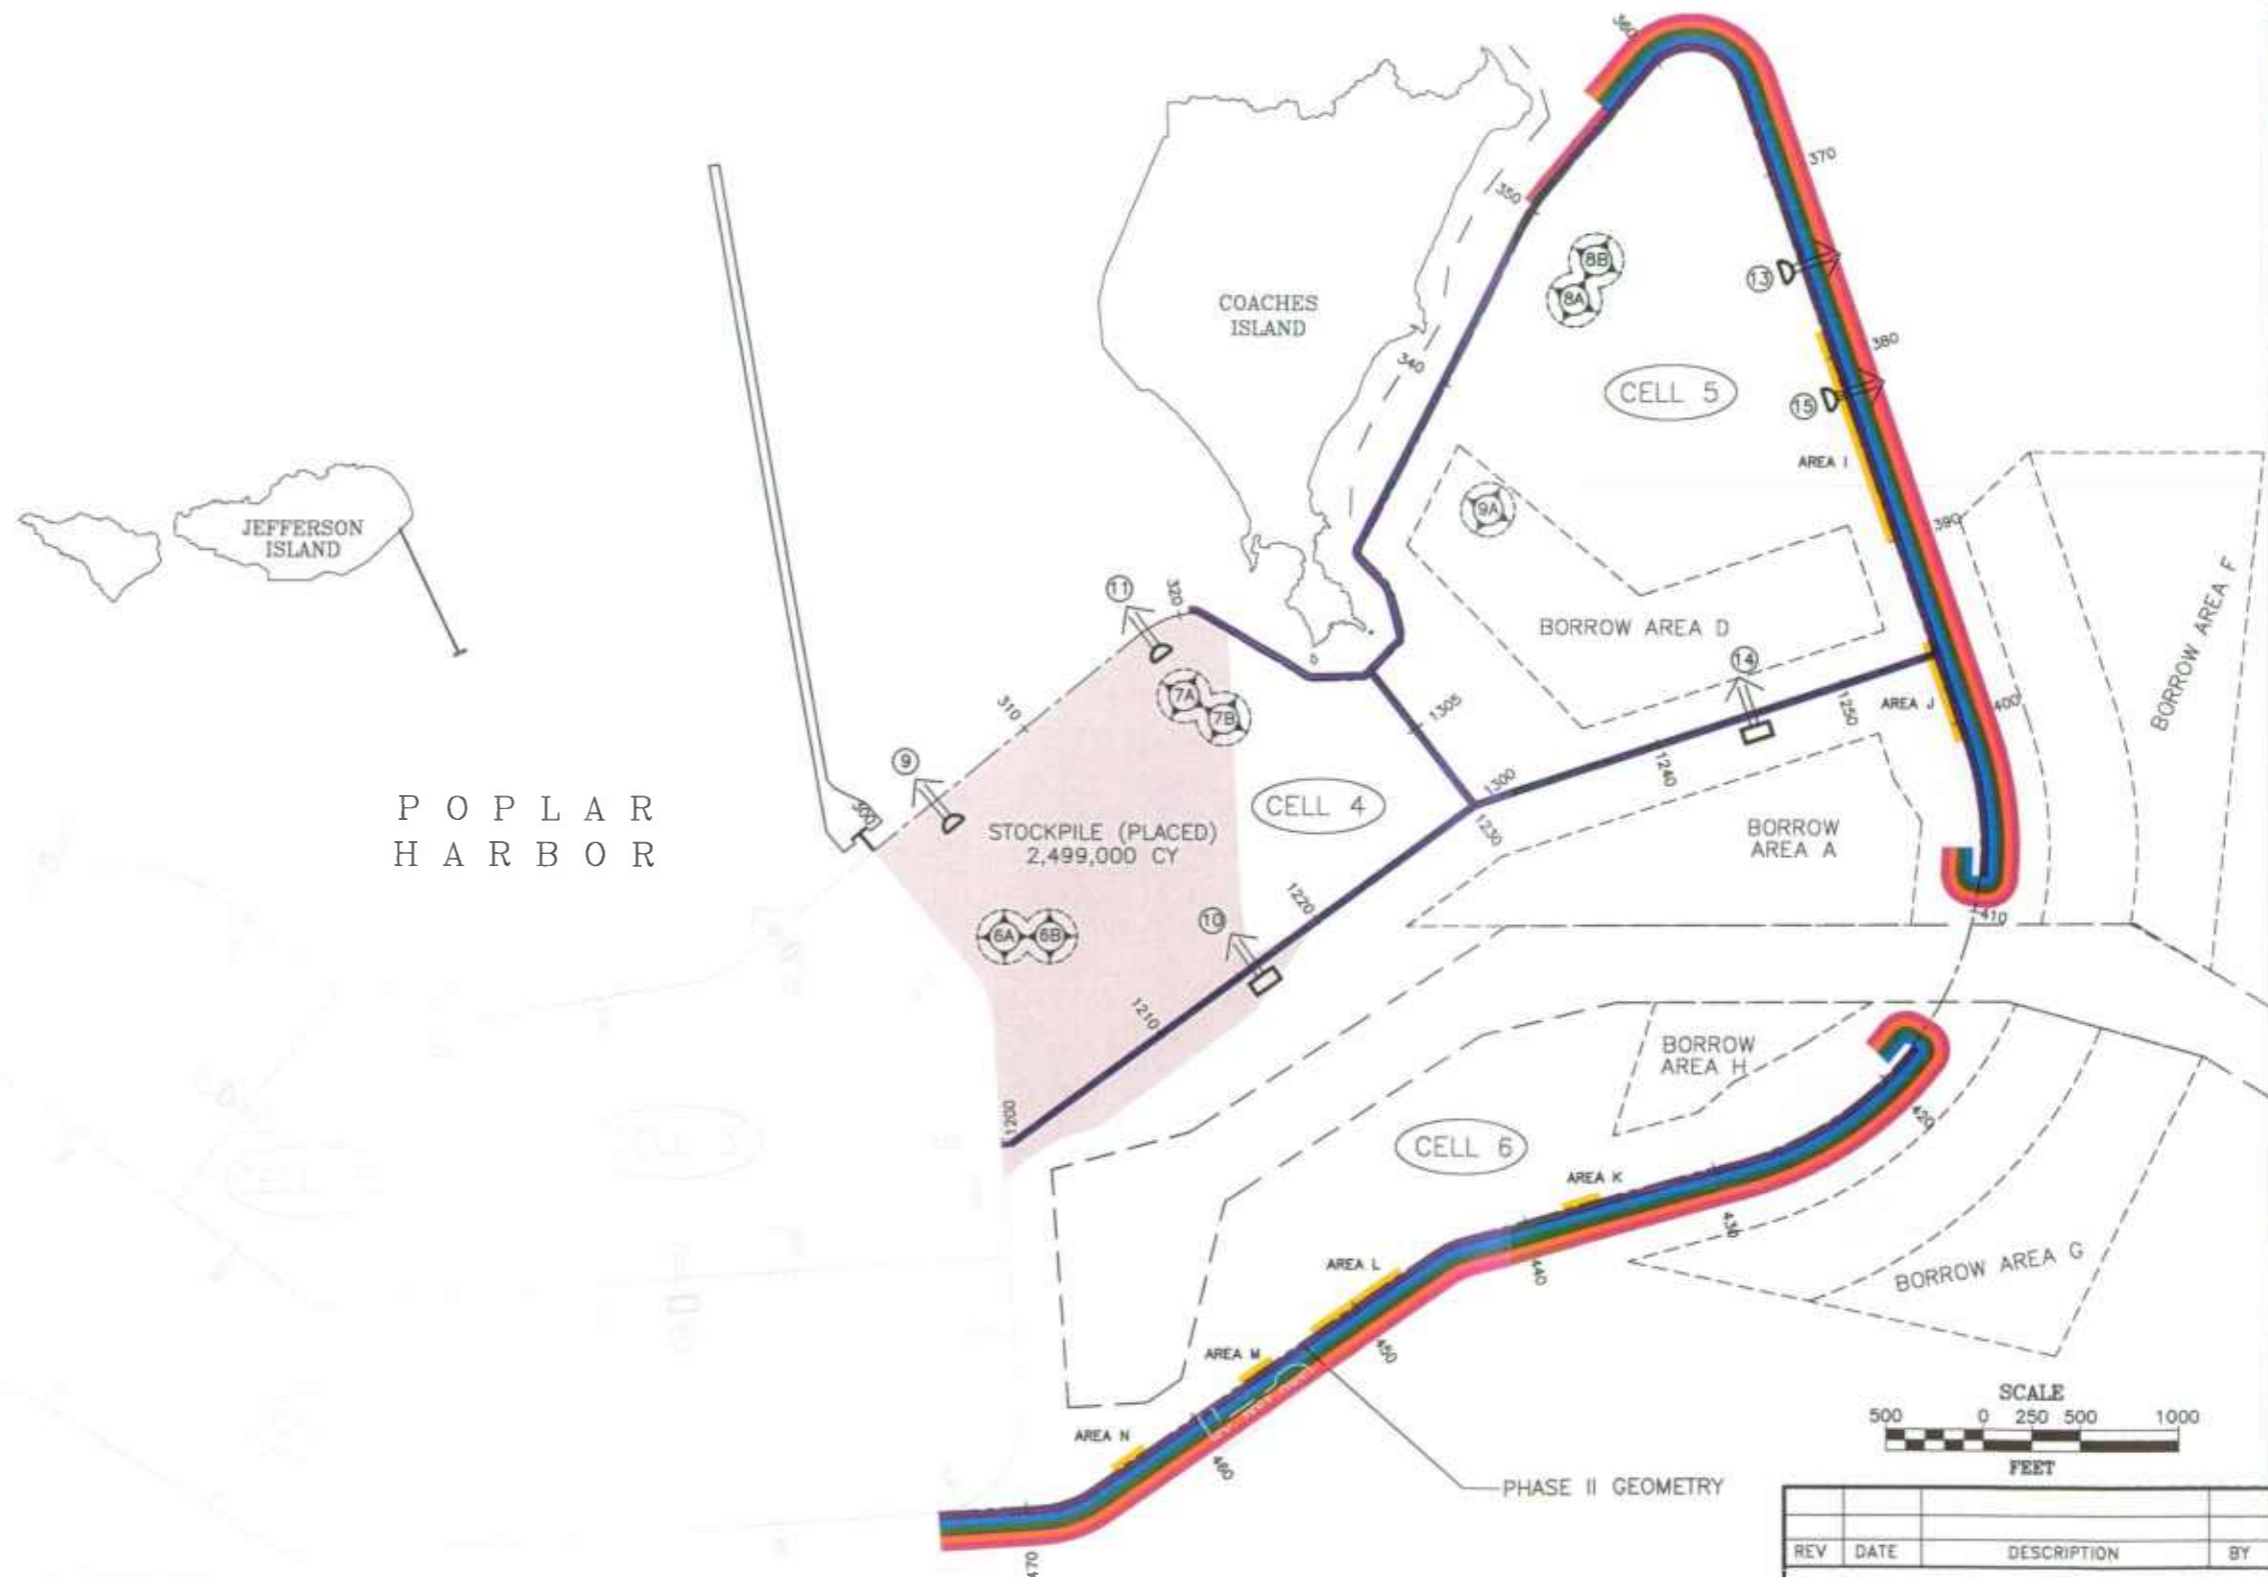 360
370
350
8B
8A
13
COACHES
ISLAND
340
380
CELL 5
15
AREA I
9A
390
JEFFERSON
ISLAND
BORROW AREA F
11
320
BORROW AREA D
14
7A
7B
310
1305
1250
AREA J
400
9
1240
1300
POPLAR
HARBOR
300
CELL 4
STOCKPILE (PLACED)
2,499,000 CY
1230
BORROW
AREA A
1220
10
410
6A
6B
1210
BORROW
AREA H
1200
420
CELL 6
AREA K
430
AREA L
440
BORROW AREA G
AREA M
450
SCALE
500 0 250 500 1000
FEET
AREA N
460
PHASE II GEOMETRY
470
REV DATE DESCRIPTION BY